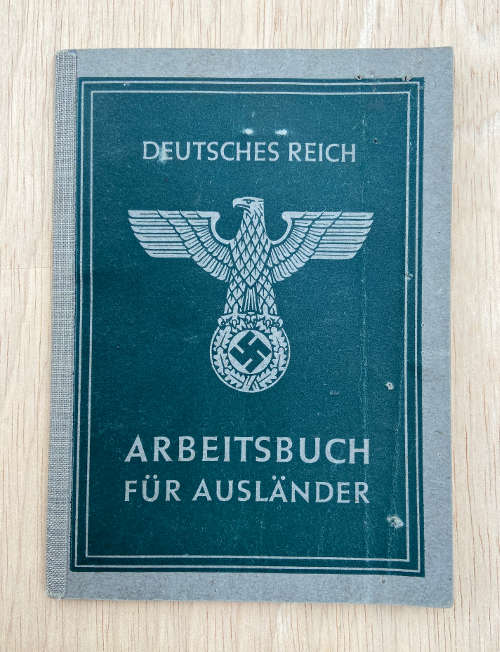 DEUTSCHES REICH
ARBEITSBUCH
FÜR AUSLÄNDER